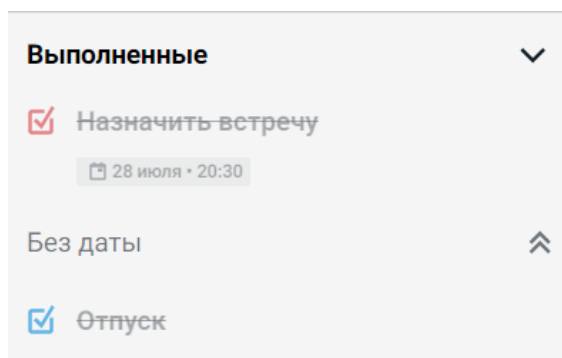 Выполненные
Назначить встречу
28 июля • 20:30
Без даты
Отпуск